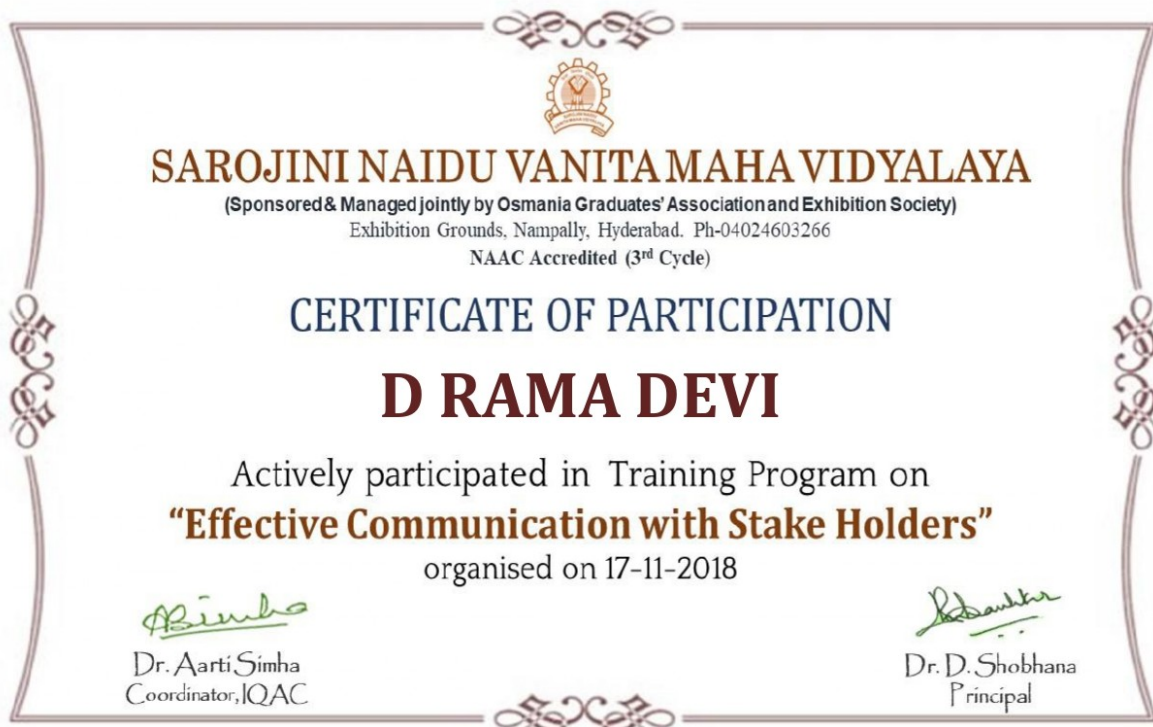 SAROJINI NAIDU VANITA MAHA VIDYALAYA
(Sponsored & Managed jointly by Osmania Graduates' Association and Exhibition Society)
Exhibition Grounds, Nampally, Hyderabad. Ph-04024603266
NAAC Accredited (3rd Cycle)
CERTIFICATE OF PARTICIPATION
D RAMA DEVI
Actively participated in Training Program on
“Effective Communication with Stake Holders”
organised on 17-11-2018
Dr. Aarti Simha
Coordinator, IQAC
Dr. D. Shobhana
Principal